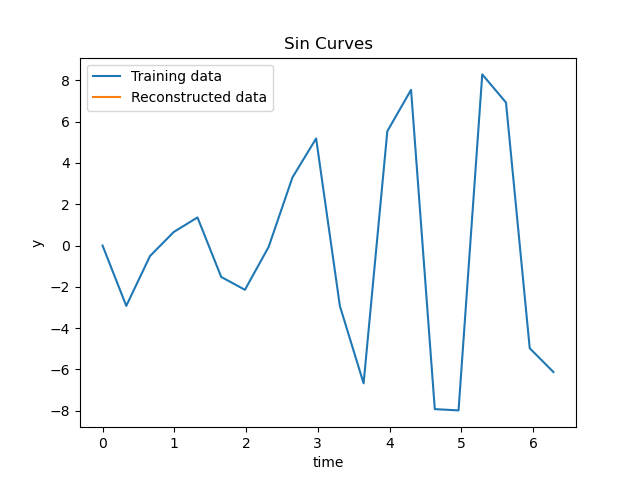 Sin Curves
Training data
Reconstructed data
y
8
6
4
2
0
−2
−4
−6
−8
0 1 2 3 4 5 6
time